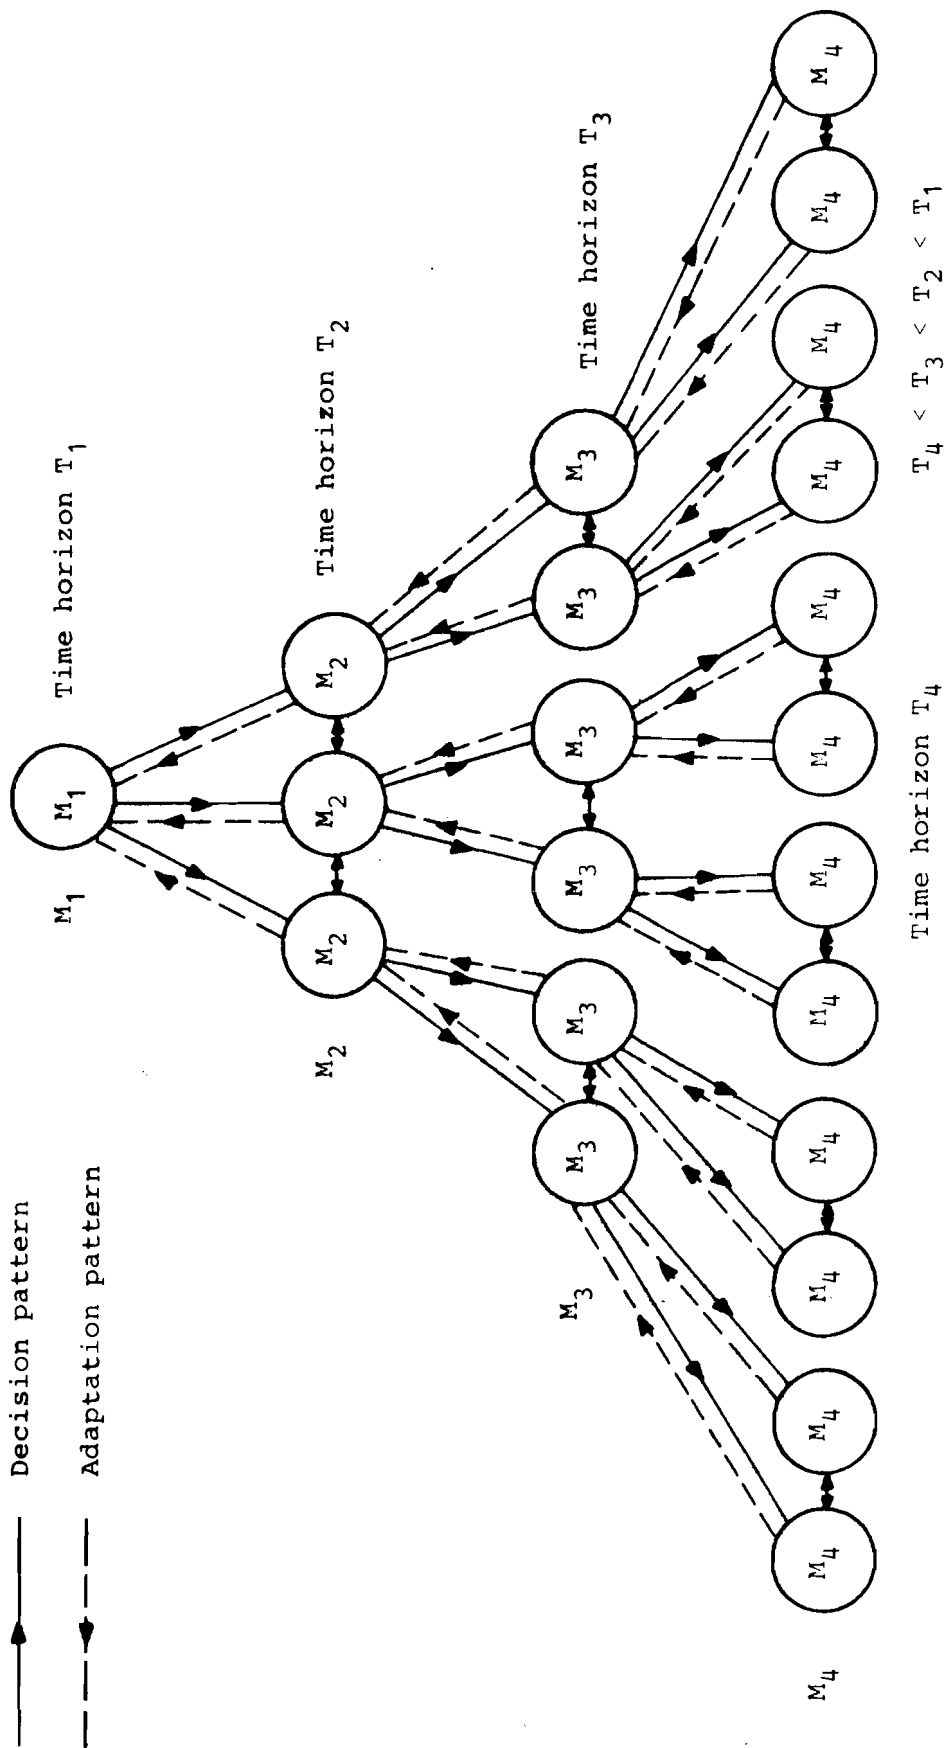 Decision pattern
Adaptation pattern
M1
M1
Time horizon T1
M2
M2
M2
M2
Time horizon T2
M3
M3
M3
M3
M3
M3
M3
Time horizon T3
M4
M4
M4
M4
M4
M4
M4
M4
M4
M4
M4
M4
M4
Time horizon T4
T4 < T3 < T2 < T1